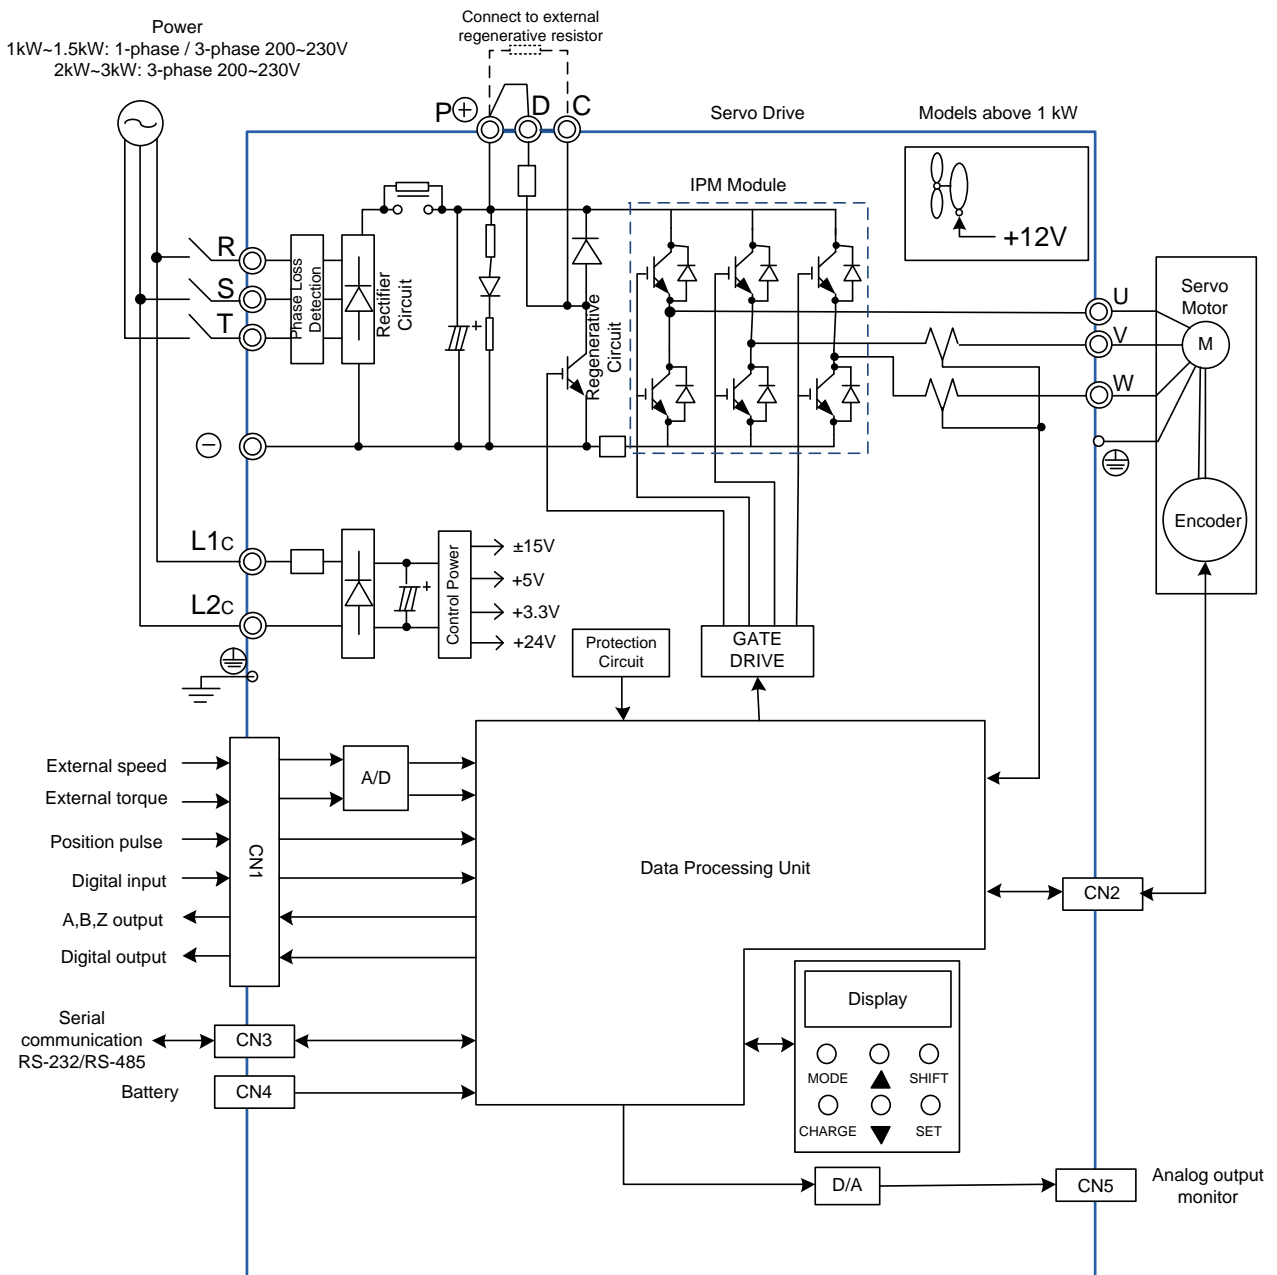 Connect to external
regenerative resistor
Power
1kW~1.5kW: 1-phase / 3-phase 200~230V
2kW~3kW: 3-phase 200~230V
P⊕
D
C
Servo Drive
Models above 1 kW
IPM Module
+12V
R
S
T
Phase Loss
Detection
Rectifier
Circuit
+
Regenerative
Circuit
U
V
W
Servo
Motor
M
Encoder
L1C
L2C
+
Control Power
±15V
+5V
+3.3V
+24V
Protection
Circuit
GATE
DRIVE
External speed
External torque
Position pulse
Digital input
A,B,Z output
Digital output
CN1
A/D
Data Processing Unit
CN2
Serial
communication
RS-232/RS-485
CN3
Battery
CN4
Display
MODE
SHIFT
CHARGE
SET
D/A
CN5
Analog output
monitor